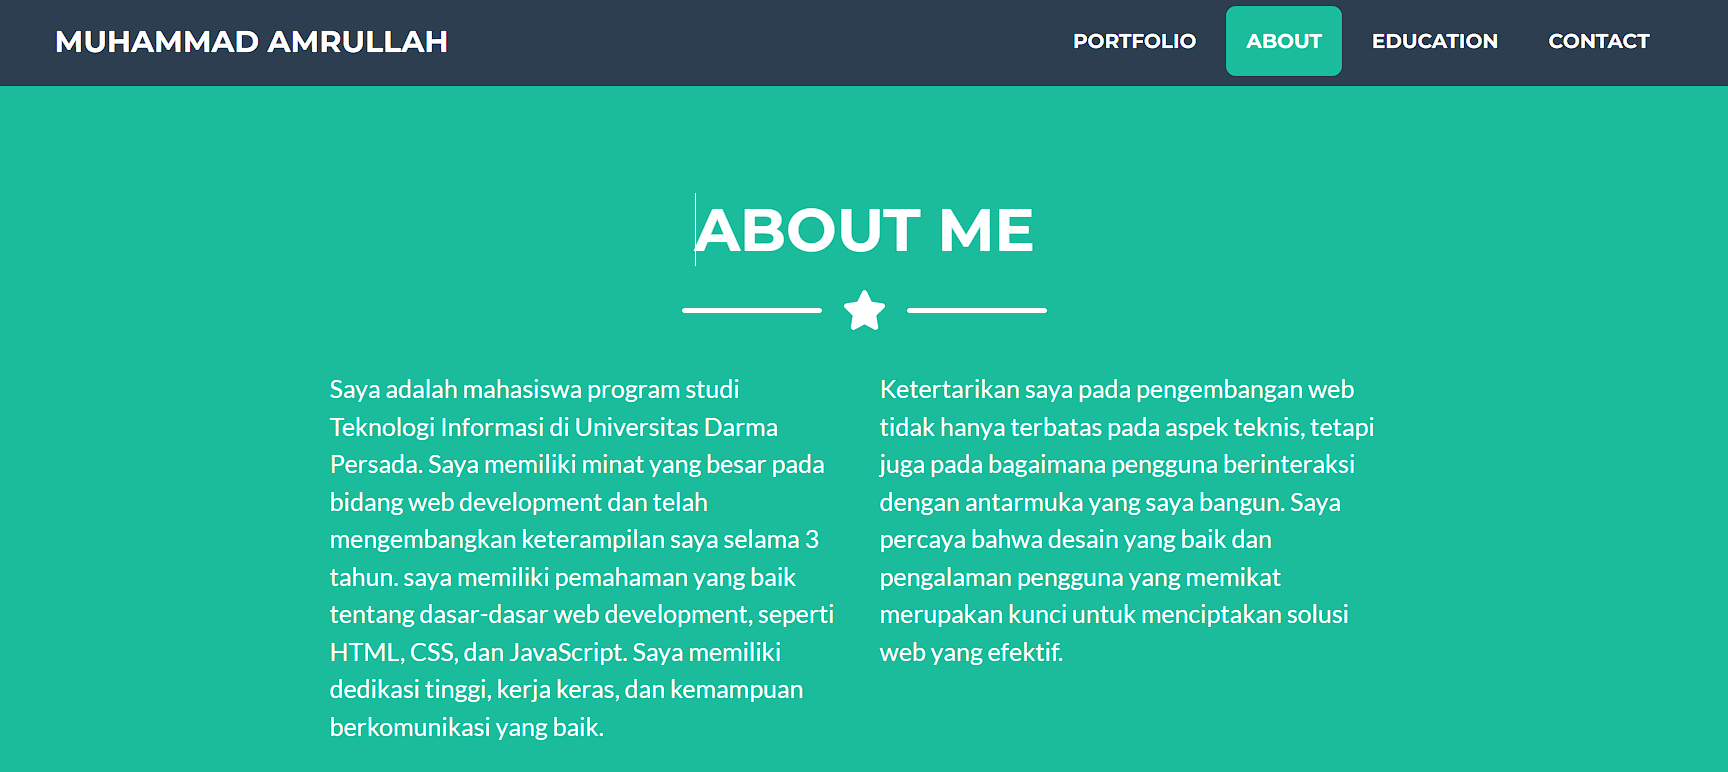 MUHAMMAD AMRULLAH
PORTFOLIO ABOUT EDUCATION CONTACT
ABOUT ME
Saya adalah mahasiswa program studi
Teknologi Informasi di Universitas Darma
Persada. Saya memiliki minat yang besar pada
bidang web development dan telah
mengembangkan keterampilan saya selama 3
tahun. saya memiliki pemahaman yang baik
tentang dasar-dasar web development, seperti
HTML, CSS, dan JavaScript. Saya memiliki
dedikasi tinggi, kerja keras, dan kemampuan
berkomunikasi yang baik.
Ketertarikan saya pada pengembangan web
tidak hanya terbatas pada aspek teknis, tetapi
juga pada bagaimana pengguna berinteraksi
dengan antarmuka yang saya bangun. Saya
percaya bahwa desain yang baik dan
pengalaman pengguna yang memikat
merupakan kunci untuk menciptakan solusi
web yang efektif.